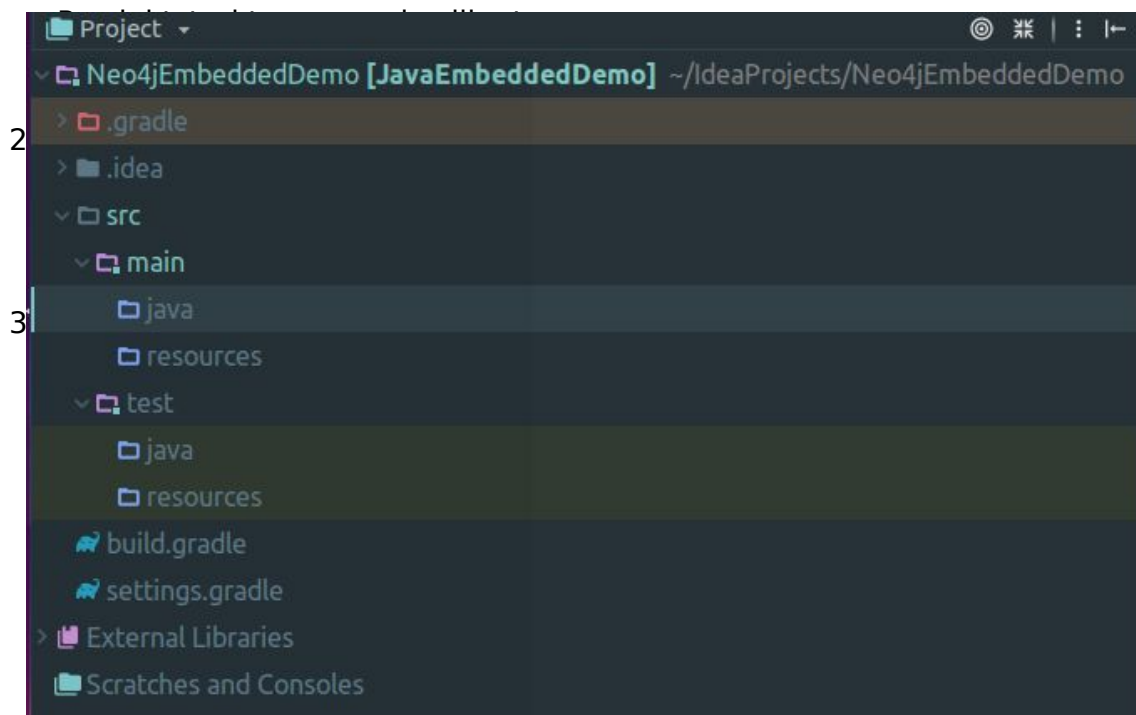 Project
Neo4jEmbeddedDemo [JavaEmbeddedDemo] ~/IdeaProjects/Neo4jEmbeddedDemo
.gradle
2
.idea
src
main
java
3
resources
test
java
resources
build.gradle
settings.gradle
External Libraries
Scratches and Consoles